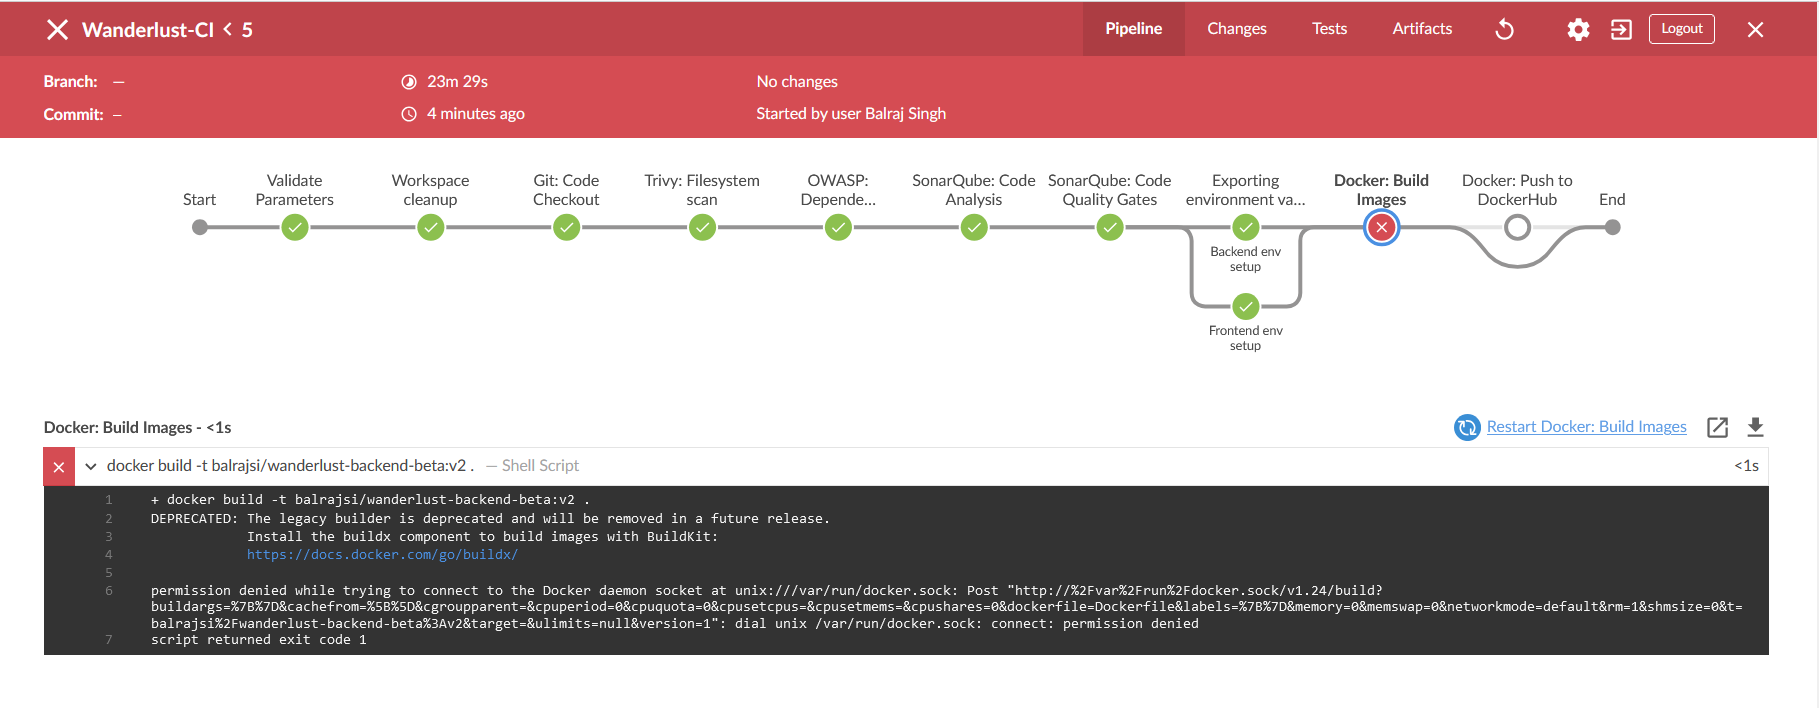 Wanderlust-CI < 5
Pipeline
Changes
Tests
Artifacts
Logout
Branch: —
23m 29s
No changes
Commit: —
4 minutes ago
Started by user Balraj Singh
Start
Validate
Parameters
Workspace
cleanup
Git: Code
Checkout
Trivy: Filesystem
scan
OWASP:
Depende...
SonarQube: Code
Analysis
SonarQube: Code
Quality Gates
Exporting
environment va...
Docker: Build
Images
Docker: Push to
DockerHub
End
Backend env
setup
Frontend env
setup
Docker: Build Images - <1s
Restart Docker: Build Images
docker build -t balrajsi/wanderlust-backend-beta:v2 . — Shell Script
<1s
1 + docker build -t balrajsi/wanderlust-backend-beta:v2 .
2 DEPRECATED: The legacy builder is deprecated and will be removed in a future release.
3 Install the buildx component to build images with BuildKit:
4 https://docs.docker.com/go/buildx/
5
6 permission denied while trying to connect to the Docker daemon socket at unix:///var/run/docker.sock: Post "http://%2Fvar%2Frun%2Fdocker.sock/v1.24/build?
buildargs=%7B%7D&cachefrom=%5B%5D&cgroupparent=&cpuperiod=0&cpuquota=0&cpusetcpus=&cpusetmems=&cpushares=0&dockerfile=Dockerfile&labels=%7B%7D&memory=0&memswap=0&networkmode=default&rm=1&shmsize=0&t=
balrajsi%2Fwanderlust-backend-beta%3Av2&target=&ulimits=null&version=1": dial unix /var/run/docker.sock: connect: permission denied
7 script returned exit code 1